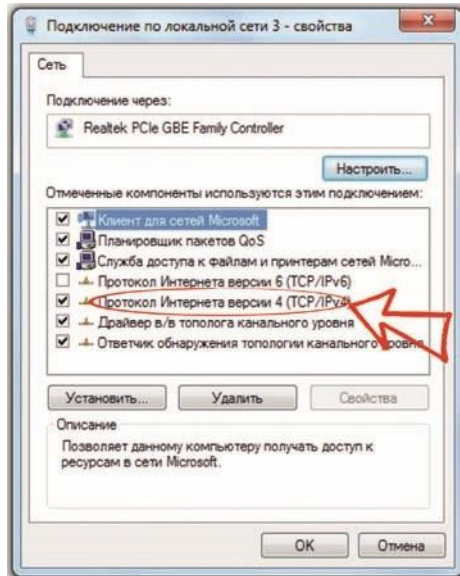 Подключение по локальной сети 3 - свойства
Сеть
Подключение через:
Realtek PCIe GBE Family Controller
Настроить...
Отмеченные компоненты используются этим подключением:
Клиент для сетей Microsoft
Планировщик пакетов QoS
Служба доступа к файлам и принтерам сетей Micro...
Протокол Интернета версии 6 (TCP/IPv6)
Протокол Интернета версии 4 (TCP/IPv4)
Драйвер в/в тополога канального уровня
Ответчик обнаружения топологии канального уровня
Установить...
Удалить
Свойства
Описание
Позволяет данному компьютеру получать доступ к
ресурсам в сети Microsoft.
OK
Отмена